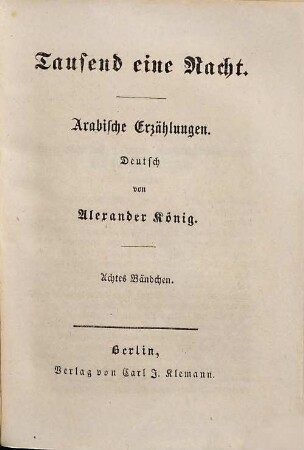 Tausend eine Nacht.
Arabische Erzählungen.
Deutsch
von
Alexander König.
Achtes Bändchen.
Berlin,
Verlag von Carl J. Klemann.